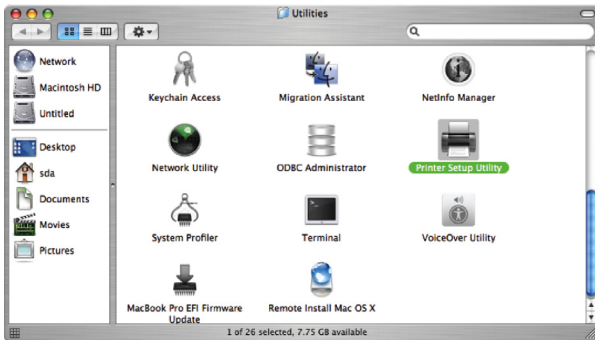 Utilities
Network
Macintosh HD
Untitled
Desktop
sda
Documents
Movies
Pictures
Keychain Access
Migration Assistant
NetInfo Manager
Network Utility
ODBC Administrator
Printer Setup Utility
System Profiler
Terminal
VoiceOver Utility
MacBook Pro EFI Firmware
Update
Remote Install Mac OS X
1 of 26 selected, 7.75 GB available